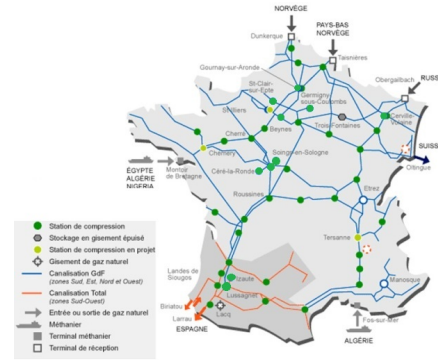 NORVÈGE
PAYS-BAS
NORVÈGE
Dunkerque
Taisnières
Gournay-sur-Aronde
Obergailbach
RUSS
St-Clair-
sur-Epte
Germigny
sous-Coulombs
Cerville-
Velaine
Beynes
Trois-Fontaines
SUISS
Oltingue
Cherré
Chémery
Soings-en-Sologne
Céré-la-Ronde
Montoir
de Bretagne
ÉGYPTE
ALGÉRIE
NIGERIA
Roussines
Etrez
Tersanne
Manosque
Fos-sur-Mer
ALGÉRIE
Landes de
Siougos
Izaute
Lussagnet
Lacq
Biriatou
Larrau
ESPAGNE
Station de compression
Stockage en gisement épuisé
Station de compression en projet
Gisement de gaz naturel
Canalisation GdF
(zones Sud, Est, Nord et Ouest)
Canalisation Total
(zones Sud-Ouest)
Entrée ou sortie de gaz naturel
Méthanier
Terminal méthanier
Terminal de réception